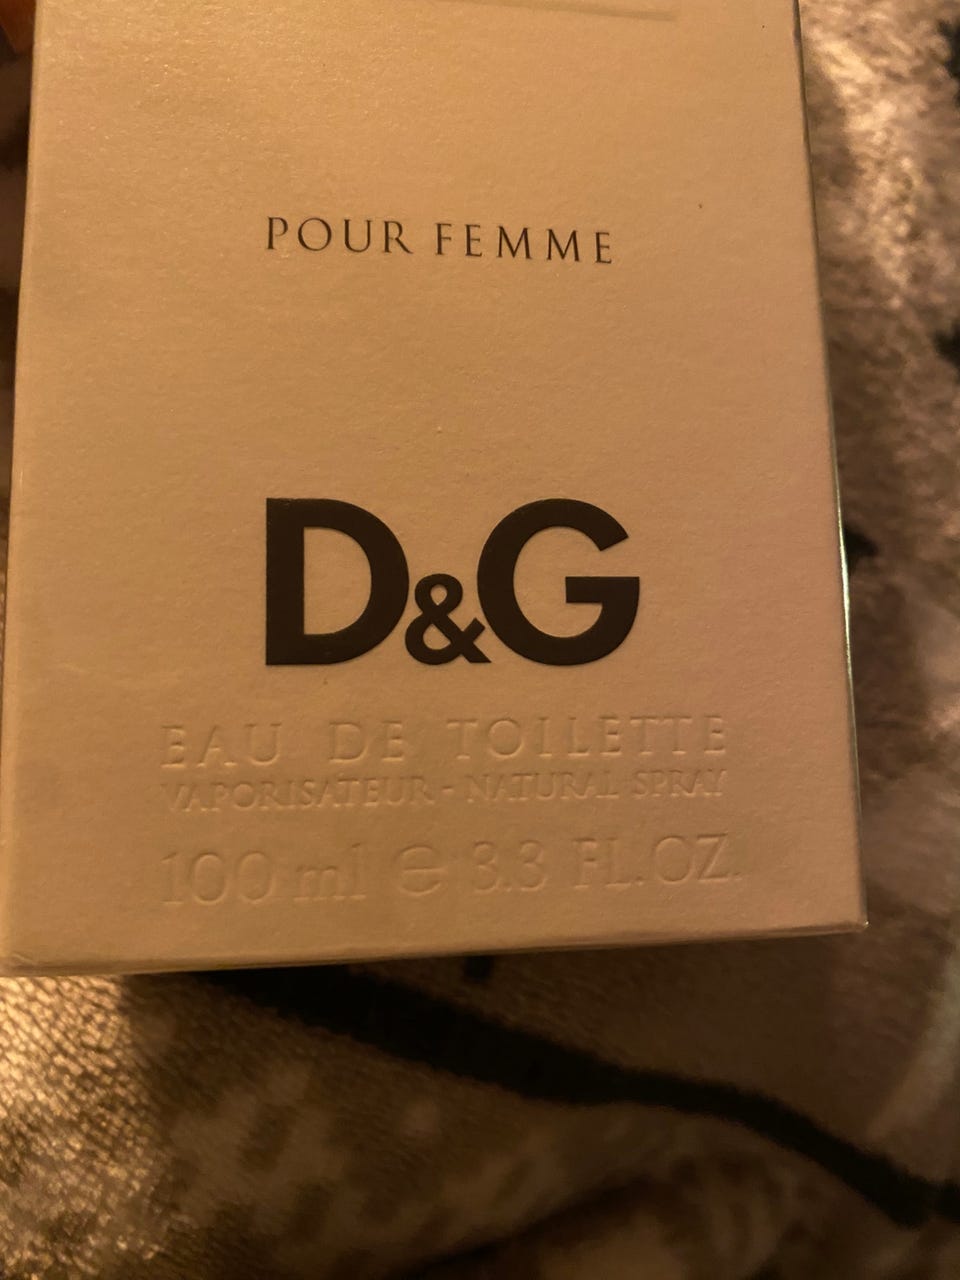 POUR FEMME
D&G
EAU DE TOILETTE
VAPORISATEUR - NATURAL SPRAY
100 ml e 3.3 FL.OZ.